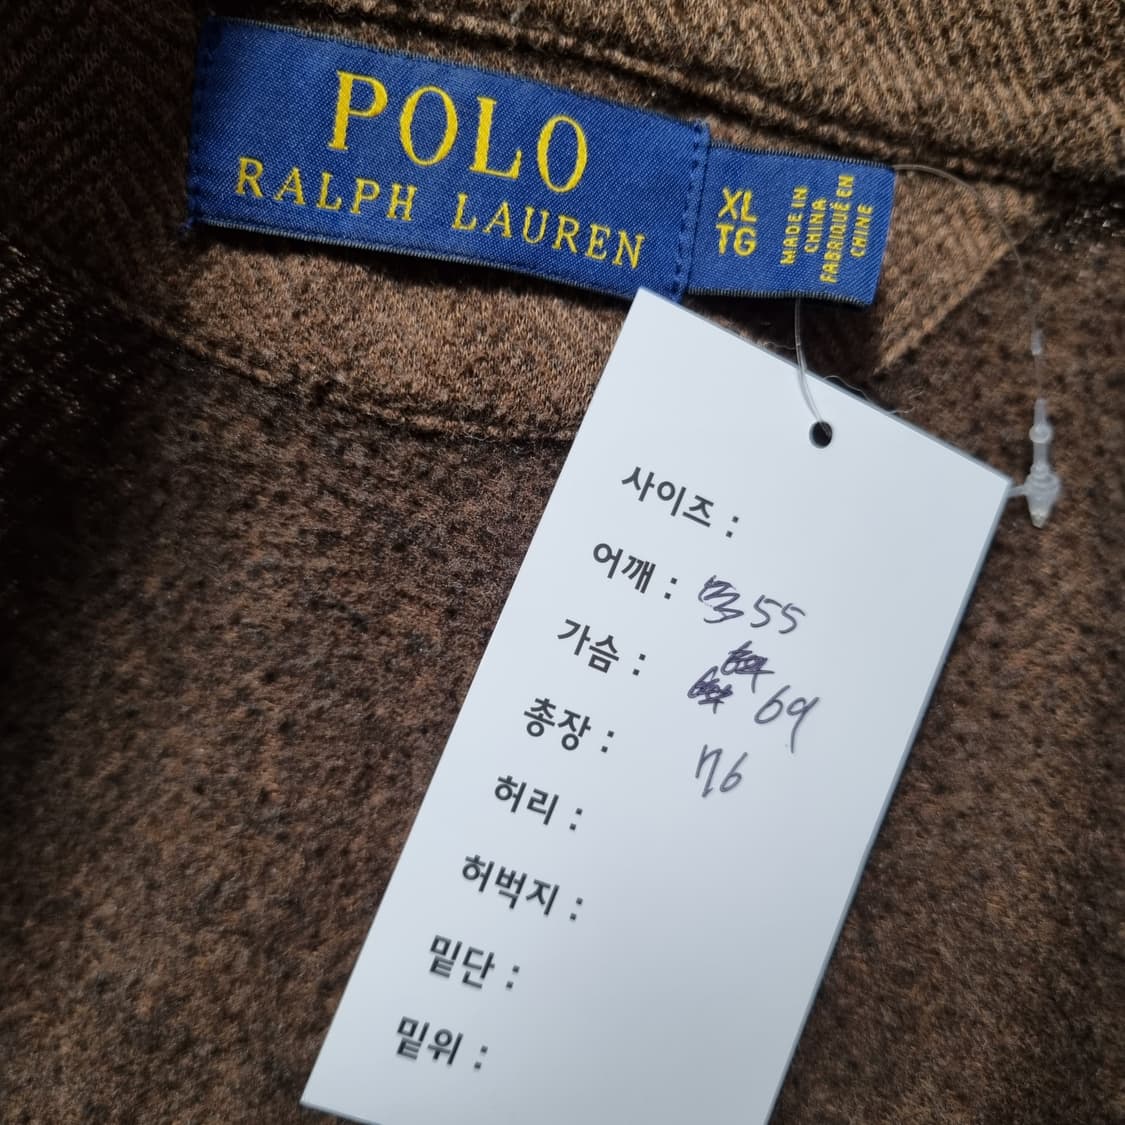 POLO
RALPH LAUREN
XL
TG
MADE IN
CHINA
FABRIQUÉ EN
CHINE
사이즈 :
어깨 : 55
가슴 : 69
총장 : 76
허리 :
허벅지 :
밑단 :
밑위 :